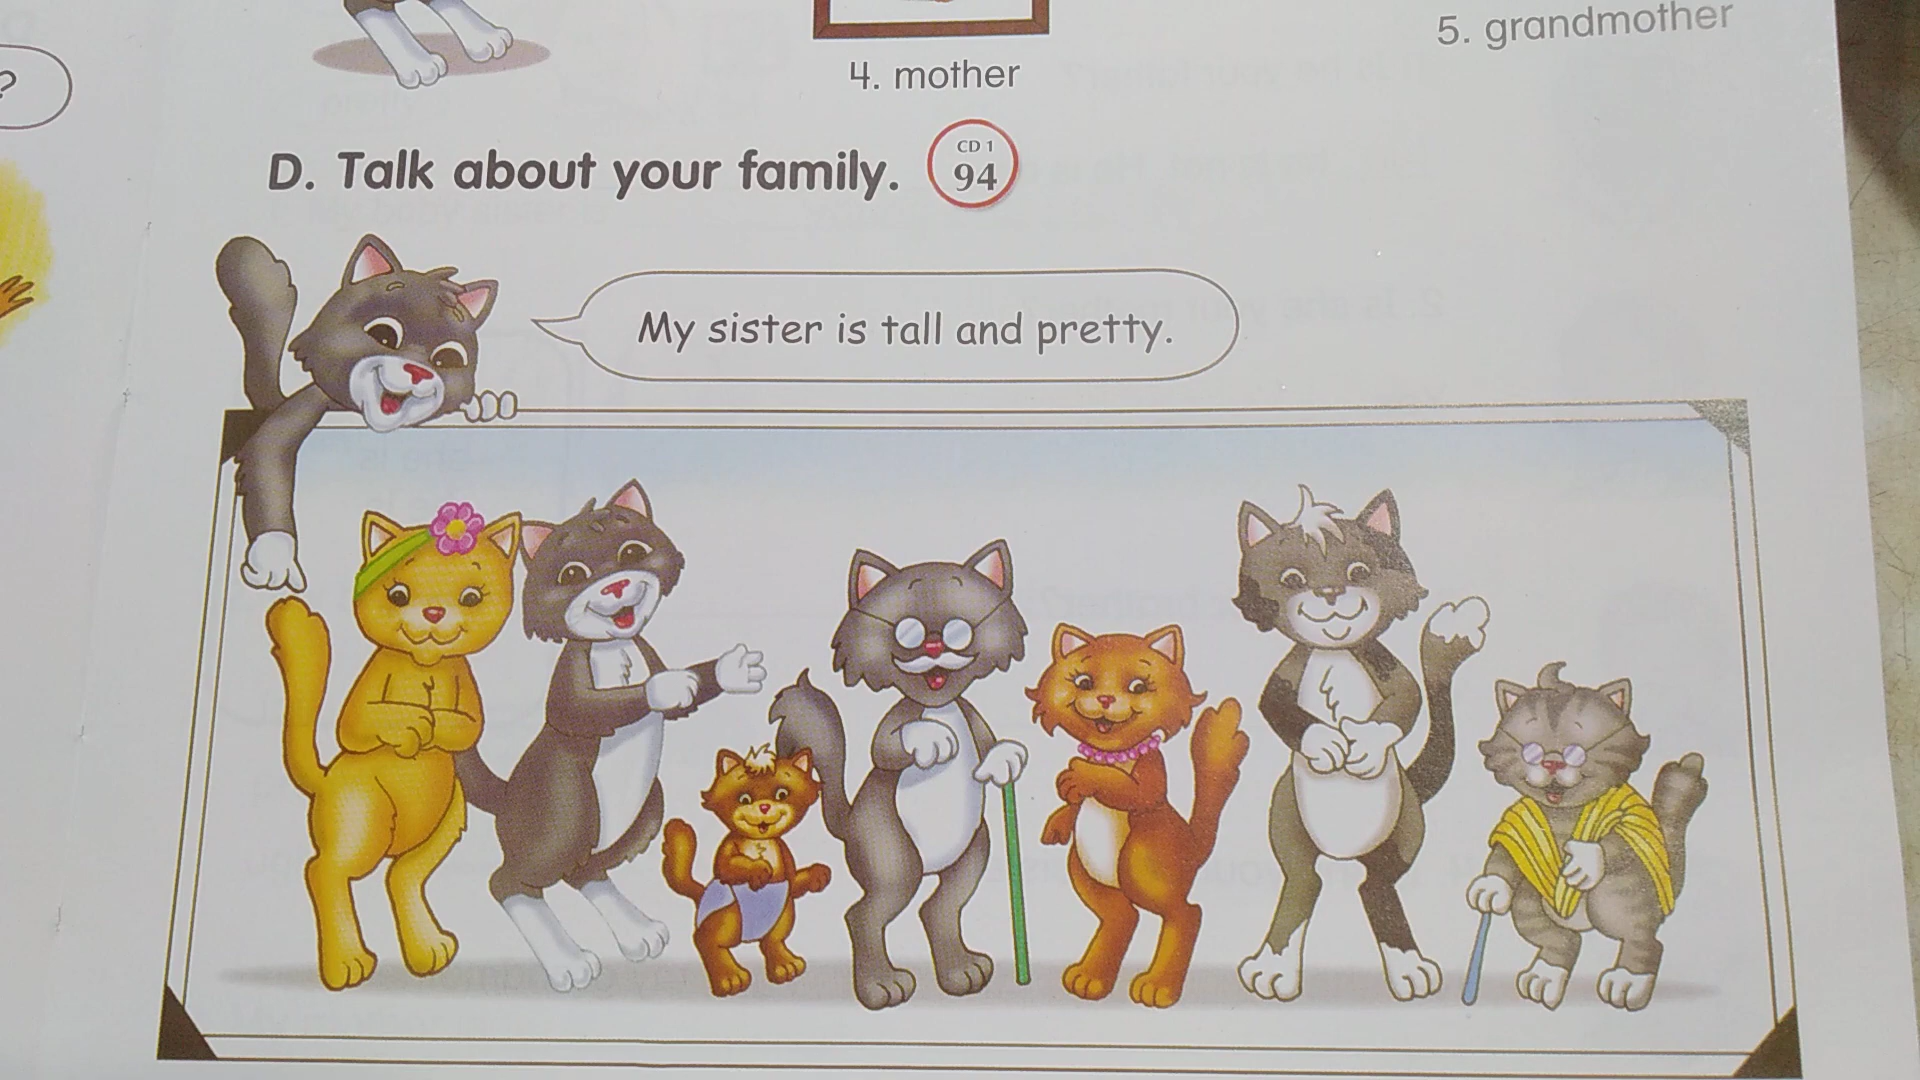 ?
5. grandmother
4. mother
D. Talk about your family.
CD 1
94
My sister is tall and pretty.